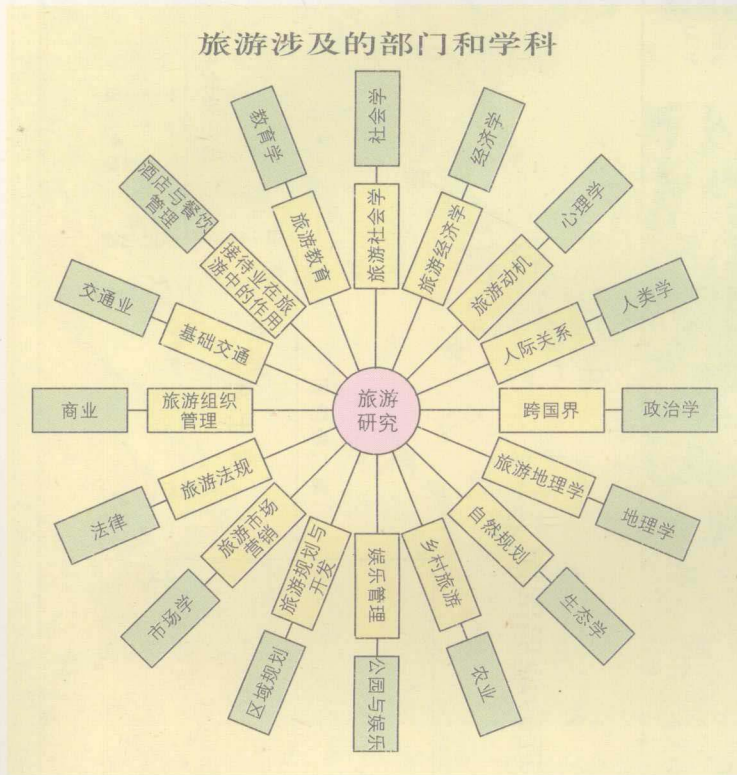 旅游涉及的部门和学科
社会学
旅游社会学
经济学
旅游经济学
心理学
旅游动机
人类学
人际关系
政治学
跨国界
地理学
旅游地理学
生态学
自然规划
农业
乡村旅游
公园与娱乐
娱乐管理
区域规划
旅游规划与
开发
市场学
旅游市场
营销
法律
旅游法规
商业
旅游组织
管理
交通业
基础交通
酒店与餐饮
管理
接待业在旅
游中的作用
教育学
旅游教育
旅游
研究